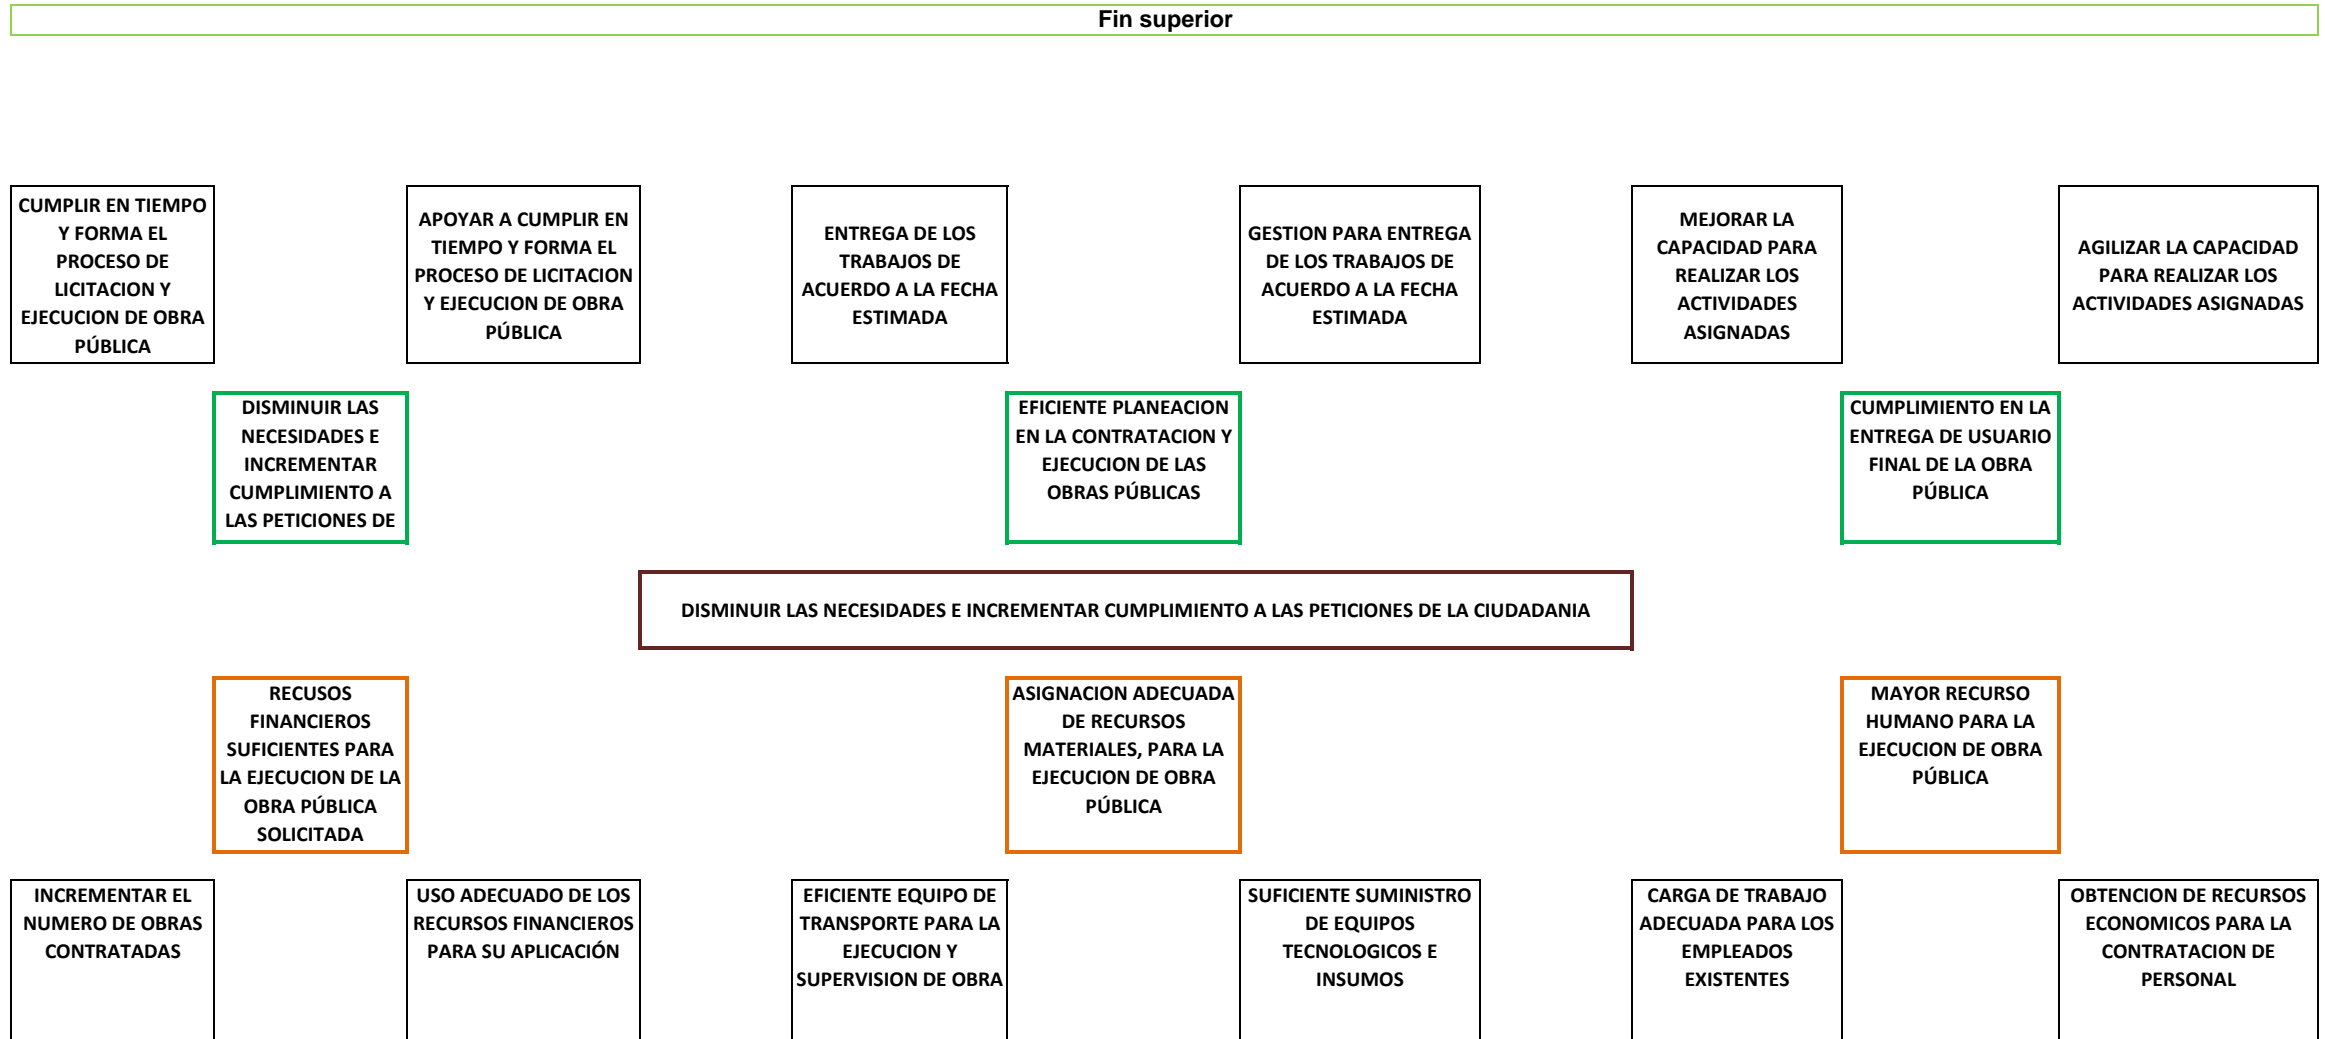 Fin superior
CUMPLIR EN TIEMPO
Y FORMA EL
PROCESO DE
LICITACION Y
EJECUCION DE OBRA
PÚBLICA
APOYAR A CUMPLIR EN
TIEMPO Y FORMA EL
PROCESO DE LICITACION
Y EJECUCION DE OBRA
PÚBLICA
ENTREGA DE LOS
TRABAJOS DE
ACUERDO A LA FECHA
ESTIMADA
GESTION PARA ENTREGA
DE LOS TRABAJOS DE
ACUERDO A LA FECHA
ESTIMADA
MEJORAR LA
CAPACIDAD PARA
REALIZAR LOS
ACTIVIDADES
ASIGNADAS
AGILIZAR LA CAPACIDAD
PARA REALIZAR LOS
ACTIVIDADES ASIGNADAS
DISMINUIR LAS
NECESIDADES E
INCREMENTAR
CUMPLIMIENTO A
LAS PETICIONES DE
EFICIENTE PLANEACION
EN LA CONTRATACION Y
EJECUCION DE LAS
OBRAS PÚBLICAS
CUMPLIMIENTO EN LA
ENTREGA DE USUARIO
FINAL DE LA OBRA
PÚBLICA
DISMINUIR LAS NECESIDADES E INCREMENTAR CUMPLIMIENTO A LAS PETICIONES DE LA CIUDADANIA
RECUSOS
FINANCIEROS
SUFICIENTES PARA
LA EJECUCION DE LA
OBRA PÚBLICA
SOLICITADA
ASIGNACION ADECUADA
DE RECURSOS
MATERIALES, PARA LA
EJECUCION DE OBRA
PÚBLICA
MAYOR RECURSO
HUMANO PARA LA
EJECUCION DE OBRA
PÚBLICA
INCREMENTAR EL
NUMERO DE OBRAS
CONTRATADAS
USO ADECUADO DE LOS
RECURSOS FINANCIEROS
PARA SU APLICACIÓN
EFICIENTE EQUIPO DE
TRANSPORTE PARA LA
EJECUCION Y
SUPERVISION DE OBRA
SUFICIENTE SUMINISTRO
DE EQUIPOS
TECNOLOGICOS E
INSUMOS
CARGA DE TRABAJO
ADECUADA PARA LOS
EMPLEADOS
EXISTENTES
OBTENCION DE RECURSOS
ECONOMICOS PARA LA
CONTRATACION DE
PERSONAL